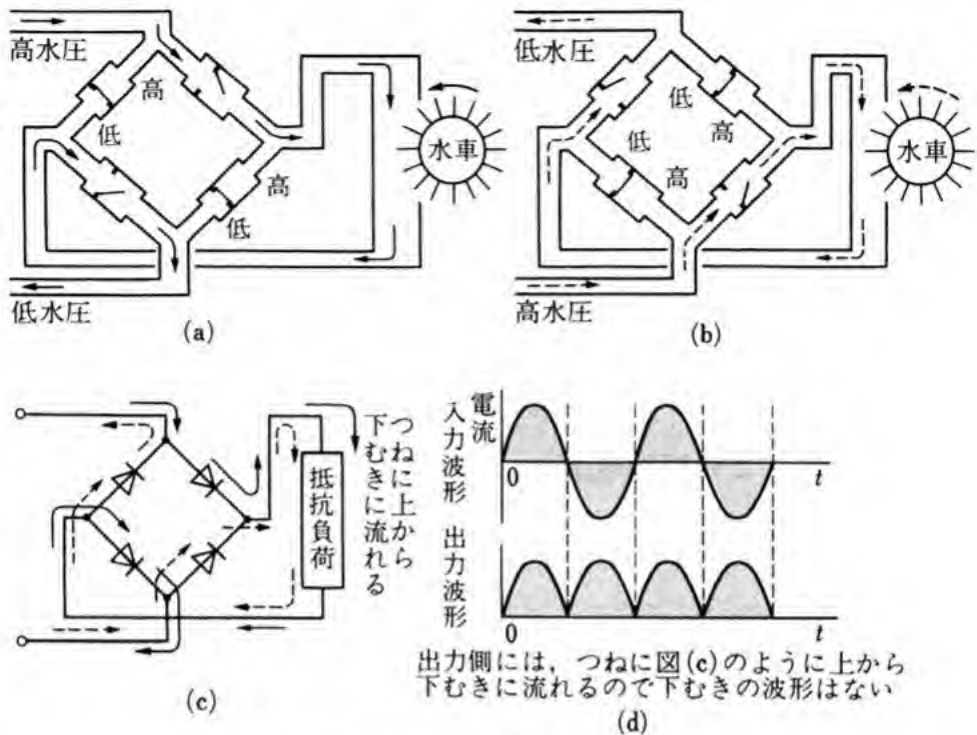 高水圧
高
低
高
低
水車
低水圧
(a)
低水圧
低
高
低
高
水車
高水圧
(b)
抵抗負荷
つねに上から
下むきに流れる
(c)
電流
入力波形
0
t
出力波形
0
t
出力側には，つねに図(c)のように上から
下むきに流れるので下むきの波形はない
(d)